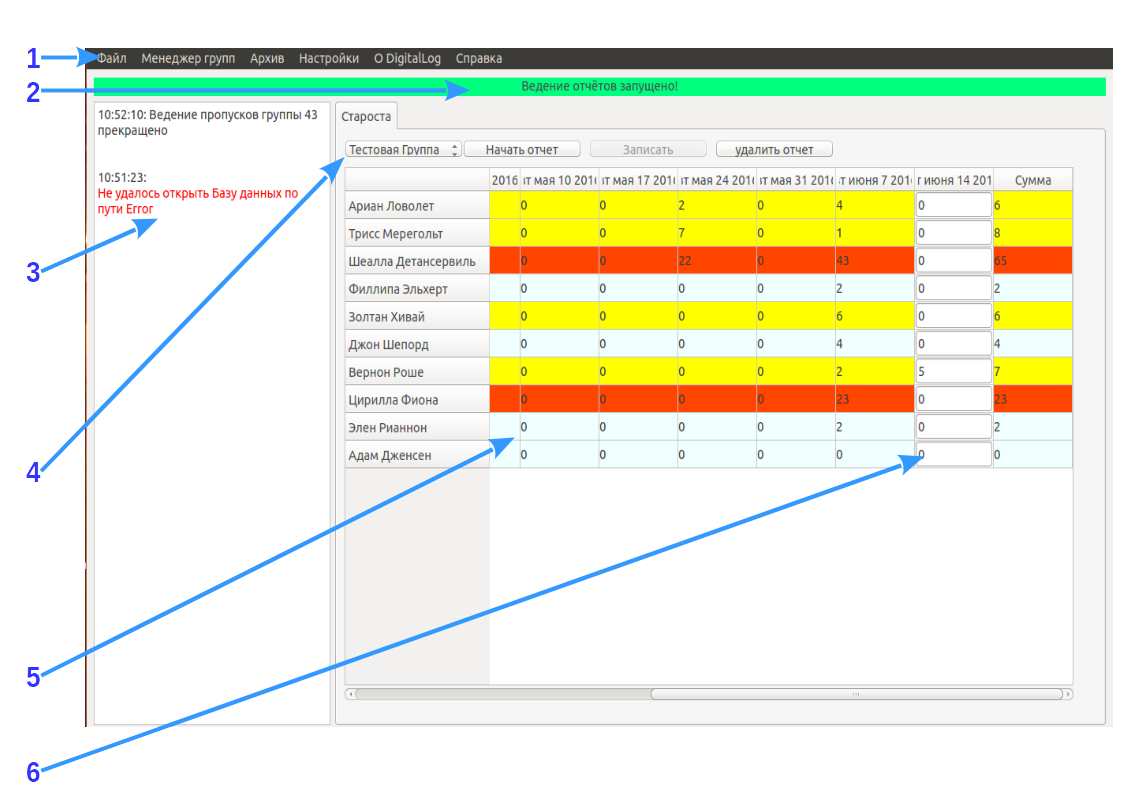 1
Файл Менеджер групп Архив Настройки О DigitalLog Справка
2
Ведение отчётов запущено!
10:52:10: Ведение пропусков группы 43
прекращено
10:51:23:
Не удалось открыть Базу данных по
пути Error
3
4
5
6
Староста
Тестовая Группа Начать отчет Записать удалить отчет
2016 т мая 10 201 т мая 17 201 т мая 24 201 т мая 31 201 т июня 7 201 т июня 14 201 Сумма
Ариан Ловолет 0 0 2 0 4 0 6
Трисс Мерегольт 0 0 7 0 1 0 8
Шеалла Детансервиль 0 0 22 0 43 0 65
Филлипа Эльхерт 0 0 0 0 2 0 2
Золтан Хивай 0 0 0 0 6 0 6
Джон Шепорд 0 0 0 0 4 0 4
Вернон Роше 0 0 0 0 2 5 7
Цирилла Фиона 0 0 0 0 23 0 23
Элен Рианнон 0 0 0 0 2 0 2
Адам Дженсен 0 0 0 0 0 0 0